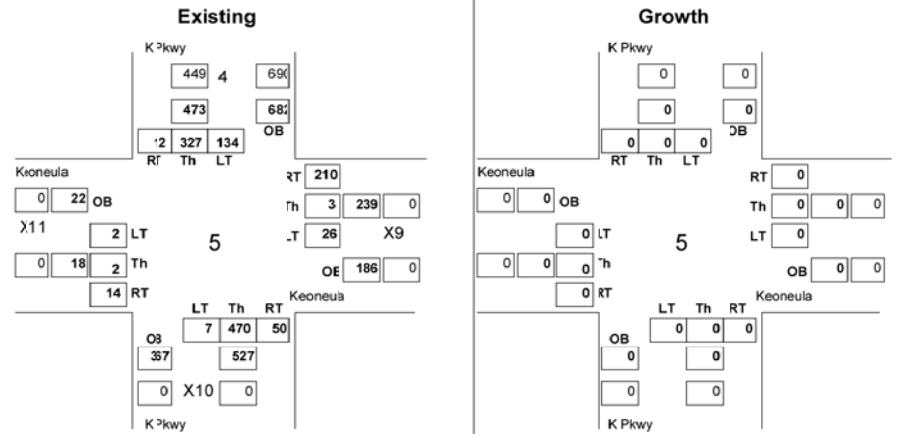 Existing
K Pkwy
449 4 690
473 682
OB
12 327 134
RT Th LT
Keoneula
RT 210
0 22 OB
Th 3 239 0
X11
2 LT
5
LT 26 X9
0 18 2 Th
OB 186 0
14 RT
Keoneula
LT Th RT
7 470 50
OB
367 527
0 X10 0
K Pkwy
Growth
K Pkwy
0 0
0 0
OB
0 0 0
RT Th LT
Keoneula
RT 0
0 0 OB
Th 0 0 0
0 LT
5
LT 0
0 0 0 Th
OB 0 0
0 RT
Keoneula
LT Th RT
0 0 0
OB
0 0
0 0
K Pkwy